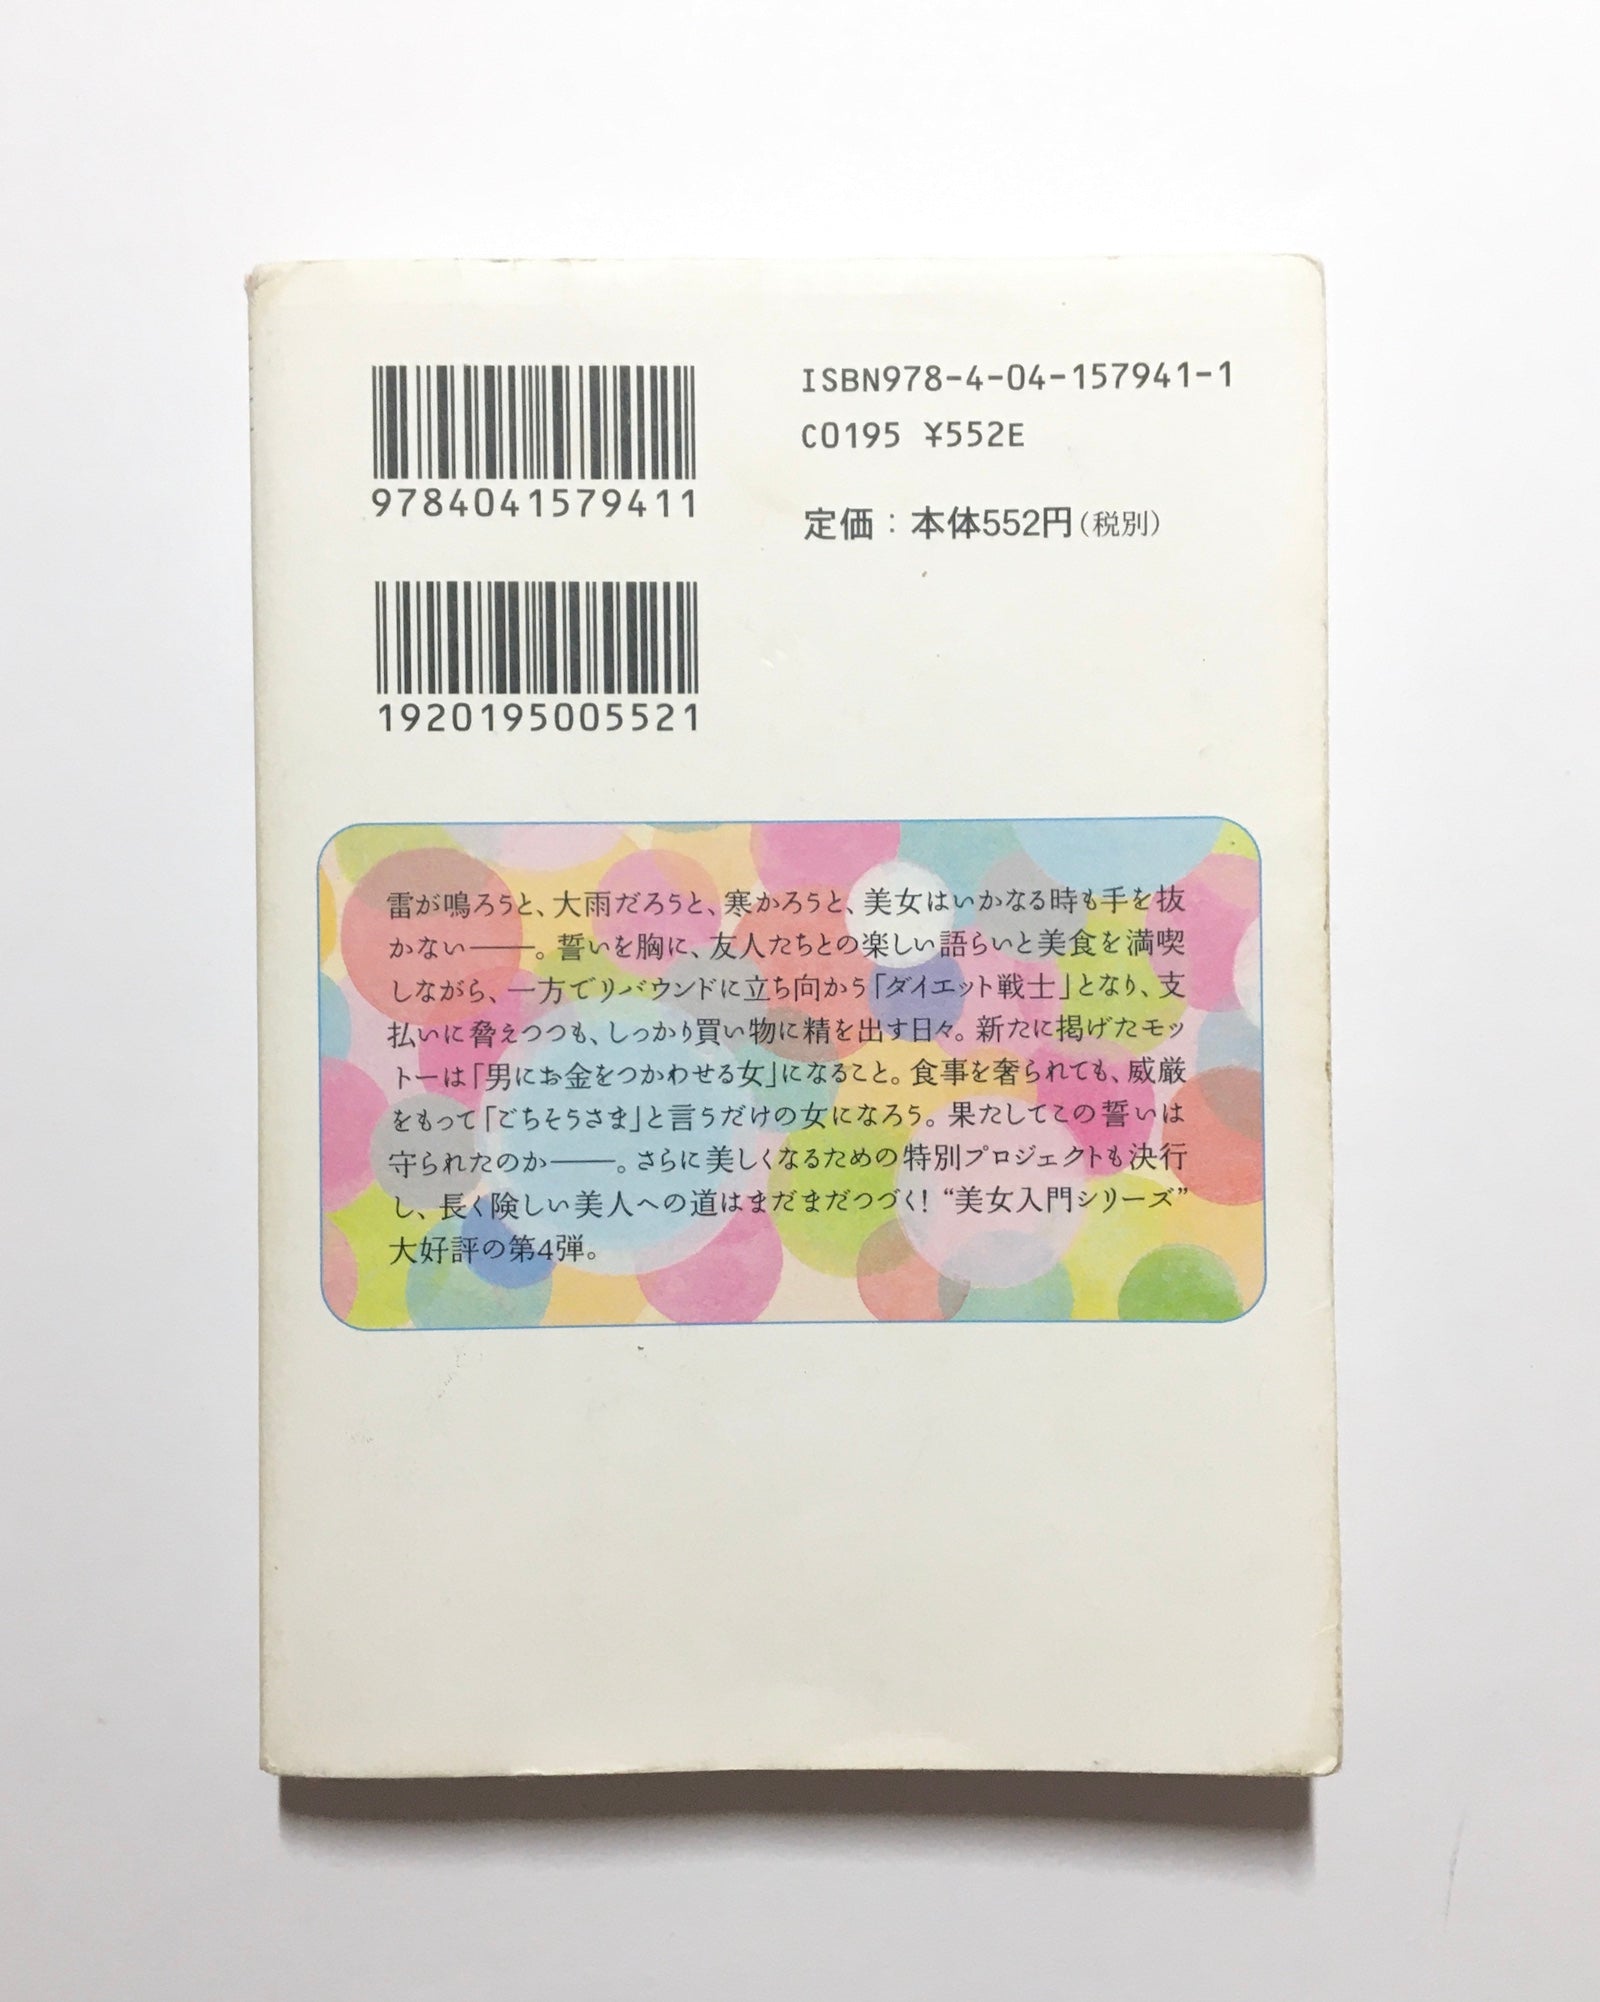 9784041579411
1920195005521
ISBN978-4-04-157941-1
C0195 ¥552E
定価：本体552円（税別）
雷が鳴ろうと、大雨だろうと、寒かろうと、美女はいかなる時も手を抜
かない――。誓いを胸に、友人たちとの楽しい語らいと美食を満喫
しながら、一方でリバウンドに立ち向かう「ダイエット戦士」となり、支
払いに脅えつつも、しっかり買い物に精を出す日々。新たに掲げたモッ
トーは「男にお金をつかわせる女」になること。食事を奢られても、威厳
をもって「ごちそうさま」と言うだけの女になろう。果たしてこの誓いは
守られたのか――。さらに美しくなるための特別プロジェクトも決行
し、長く険しい美人への道はまだまだつづく！“美女入門シリーズ”
大好評の第4弾。